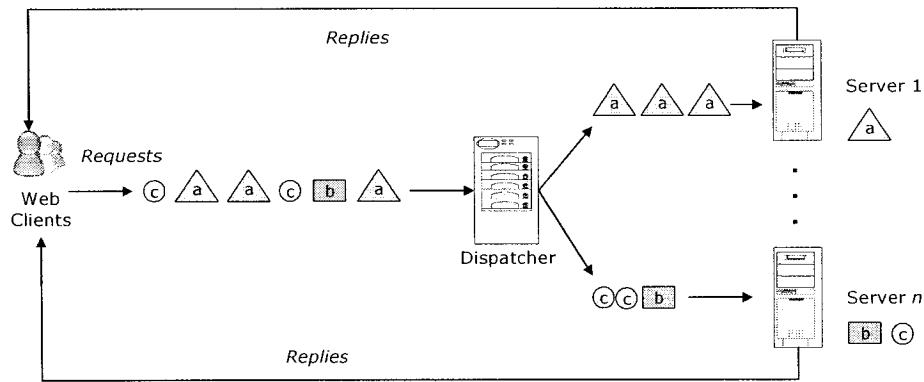 Replies
Server 1
a a a
a
Requests
c a a c b a
Web
Clients
Dispatcher
c c b
Server n
b c
Replies